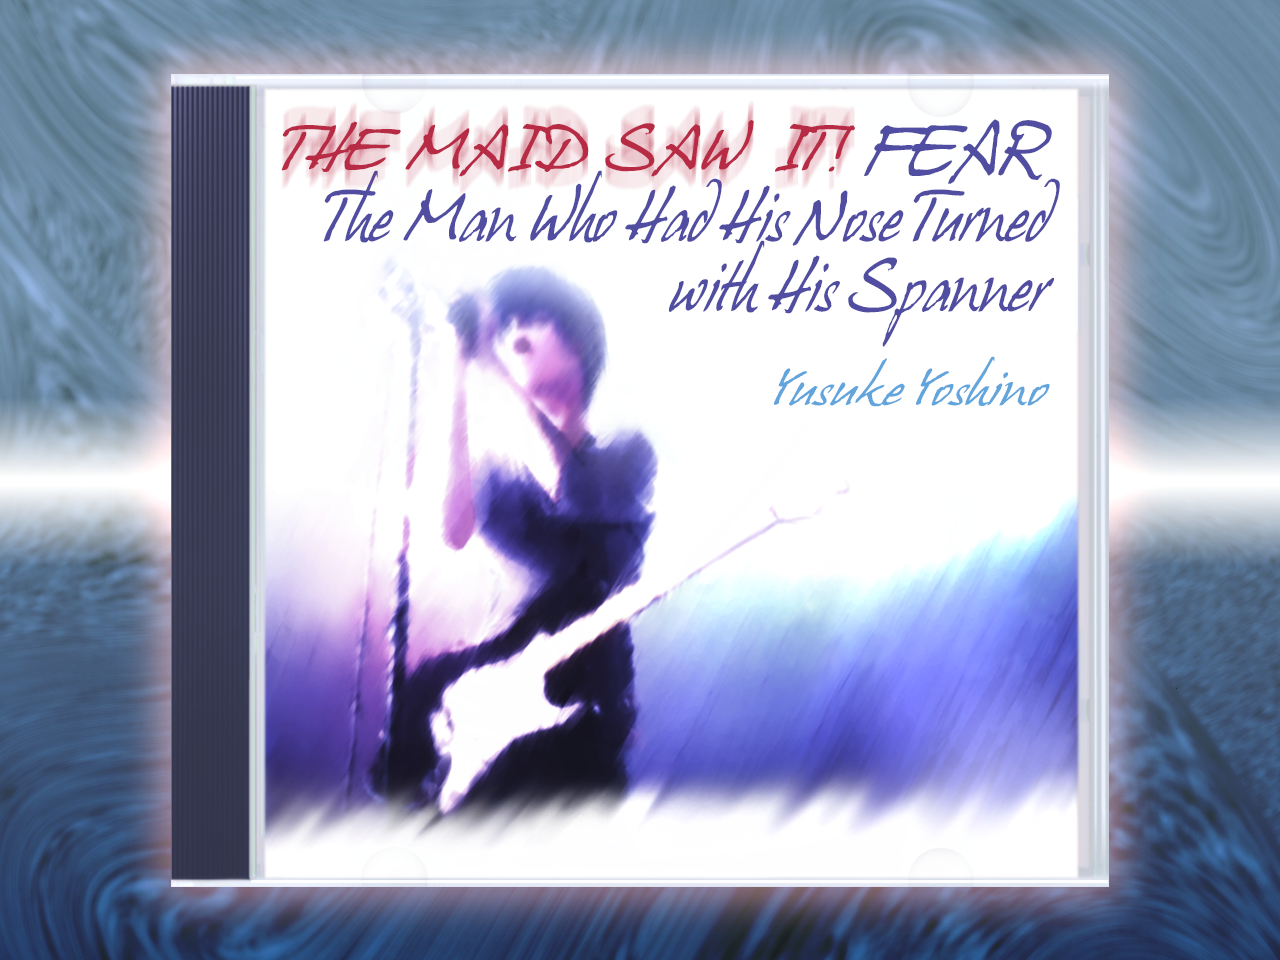 THE MAID SAW IT! FEAR
The Man Who Had His Nose Turned
with His Spanner
Yusuke Yoshino